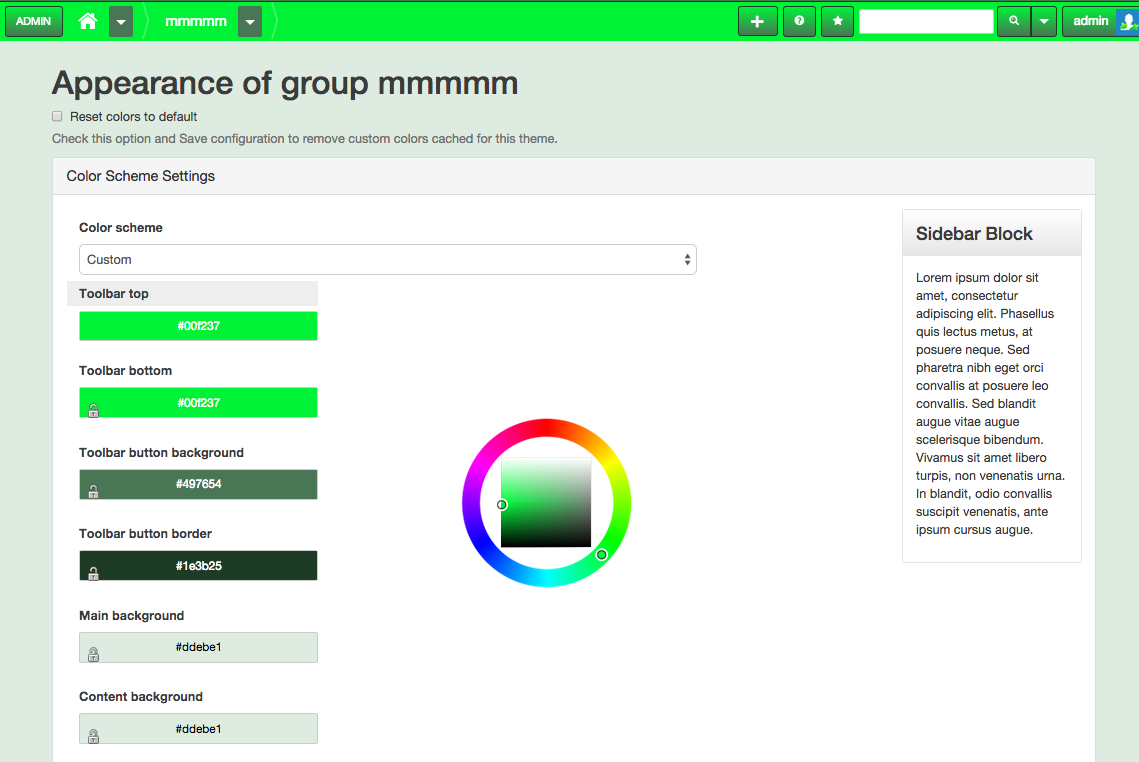 ADMIN
mmmmm
admin
Appearance of group mmmmm
Reset colors to default
Check this option and Save configuration to remove custom colors cached for this theme.
Color Scheme Settings
Color scheme
Custom
Toolbar top
#00f237
Toolbar bottom
#00f237
Toolbar button background
#497654
Toolbar button border
#1e3b25
Main background
#ddebe1
Content background
#ddebe1
Sidebar Block
Lorem ipsum dolor sit
amet, consectetur
adipiscing elit. Phasellus
quis lectus metus, at
posuere neque. Sed
pharetra nibh eget orci
convallis at posuere leo
convallis. Sed blandit
augue vitae augue
scelerisque bibendum.
Vivamus sit amet libero
turpis, non venenatis urna.
In blandit, odio convallis
suscipit venenatis, ante
ipsum cursus augue.